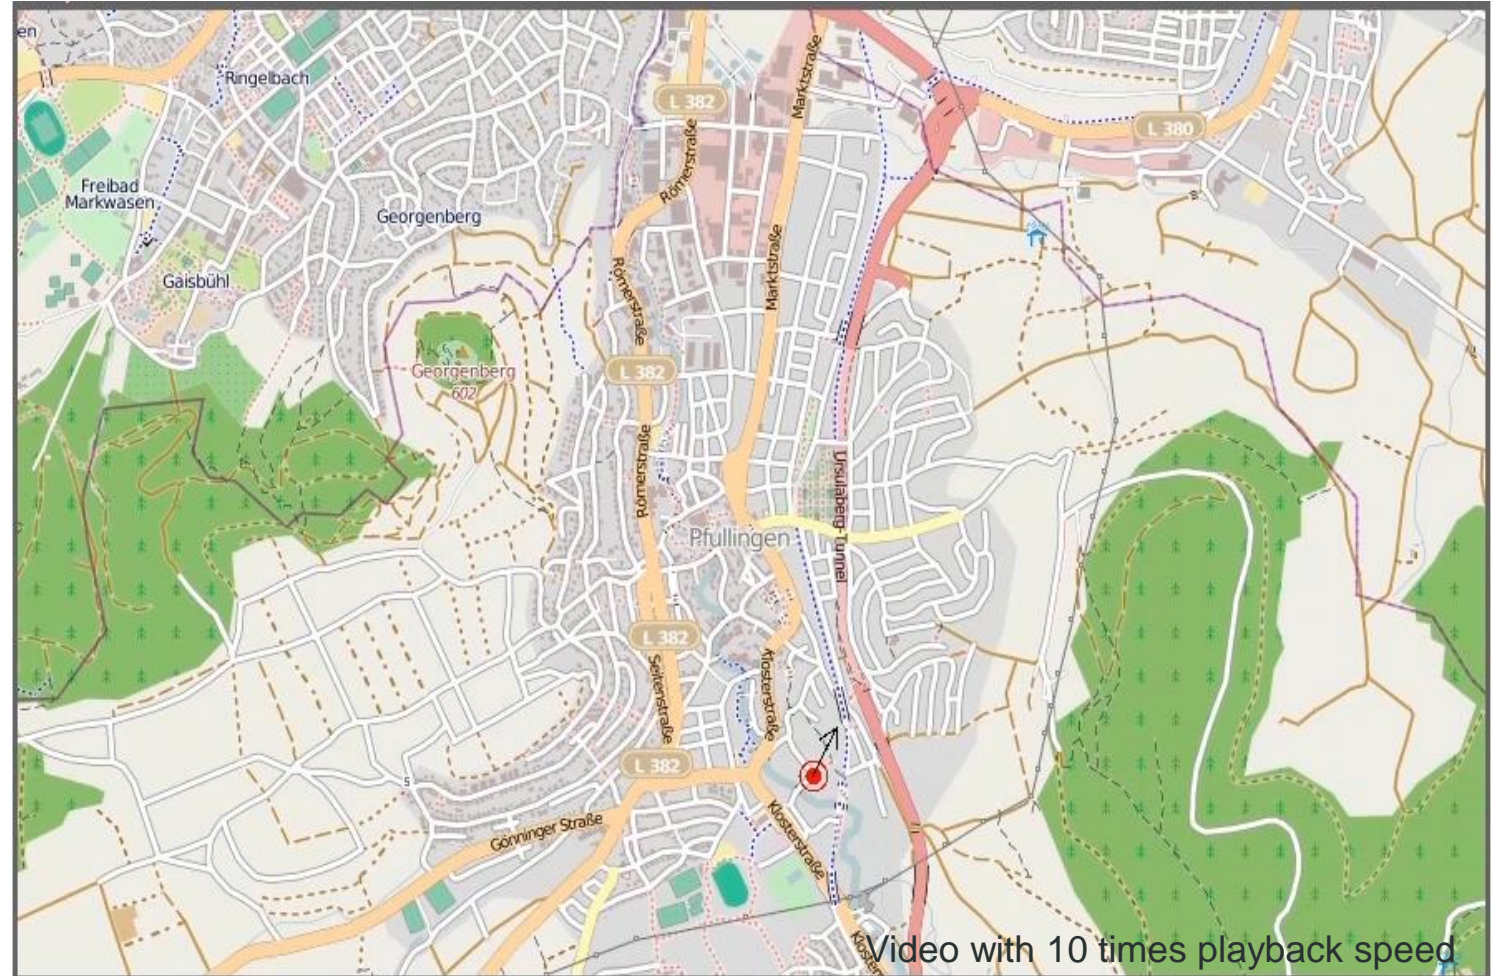 en
Ringelbach
L 382
Marktstraße
L 380
Römerstraße
Freibad
Markwasen
Georgenberg
Gaisbühl
Römerstraße
Marktstraße
L 382
Georgenberg
602
Römerstraße
Ursulaberg-Tunnel
Pfullingen
L 382
Seitenstraße
Klosterstraße
L 382
Gönninger Straße
Klosterstraße
Kloster
Video with 10 times playback speed